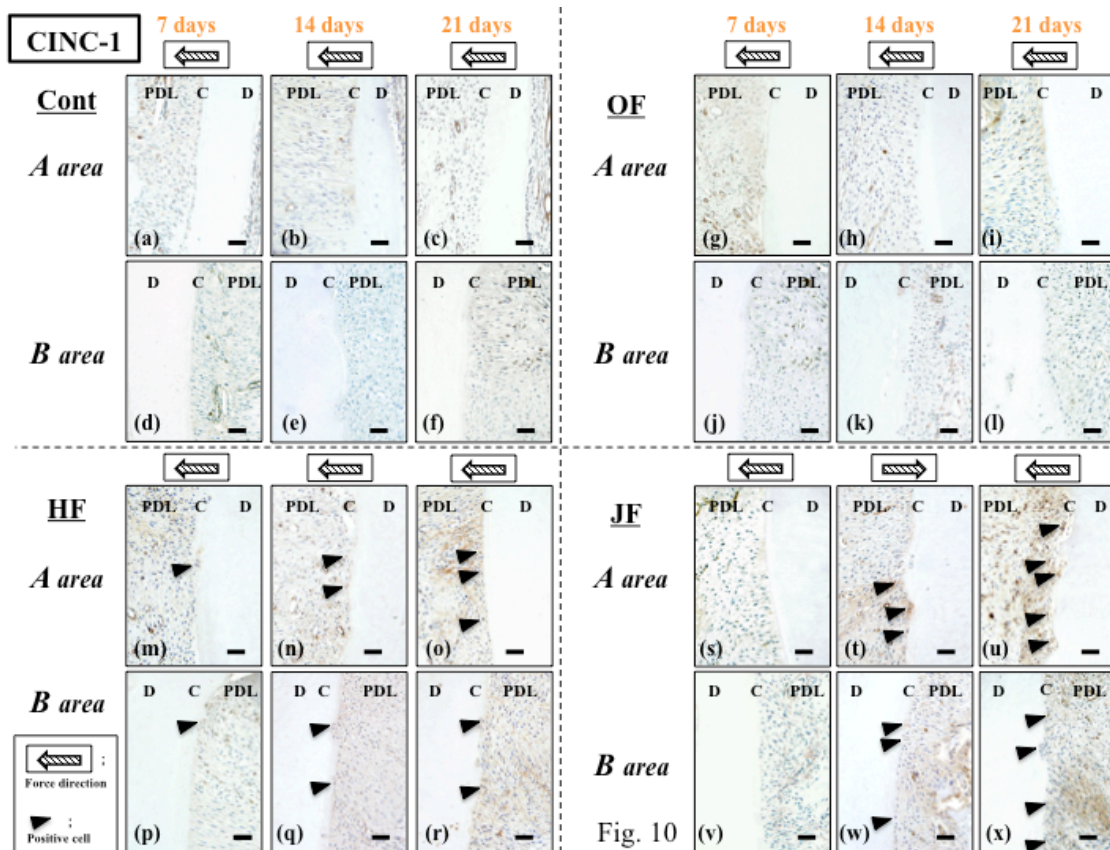 CINC-1
7 days 14 days 21 days
Cont
A area
PDL C D
PDL C D
PDL C D
(a) (b) (c)
B area
D C PDL
D C PDL
D C PDL
(d) (e) (f)
7 days 14 days 21 days
OF
A area
PDL C D
PDL C D
PDL C D
(g) (h) (i)
B area
D C PDL
D C PDL
D C PDL
(j) (k) (l)
HF
A area
PDL C D
PDL C D
PDL C D
(m) (n) (o)
B area
D C PDL
D C PDL
D C PDL
(p) (q) (r)
;
Force direction
;
Positive cell
JF
A area
PDL C D
PDL C D
PDL C D
(s) (t) (u)
B area
D C PDL
D C PDL
C PDL
(v) (w) (x)
Fig. 10